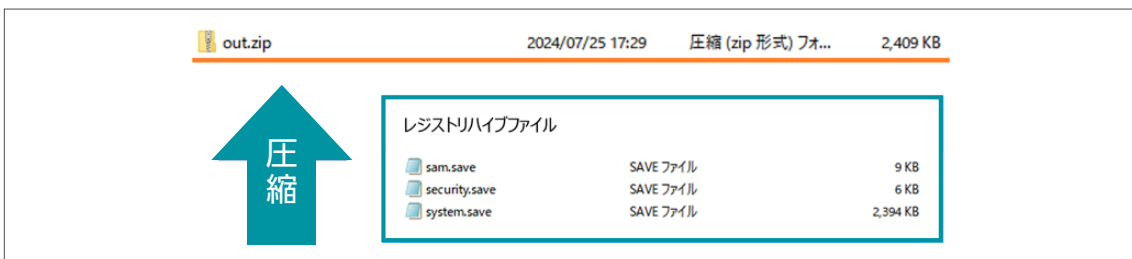 out.zip 2024/07/25 17:29 圧縮 (zip 形式) フォ... 2,409 KB
圧縮
レジストリハイブファイル
sam.save SAVE ファイル 9 KB
security.save SAVE ファイル 6 KB
system.save SAVE ファイル 2,394 KB